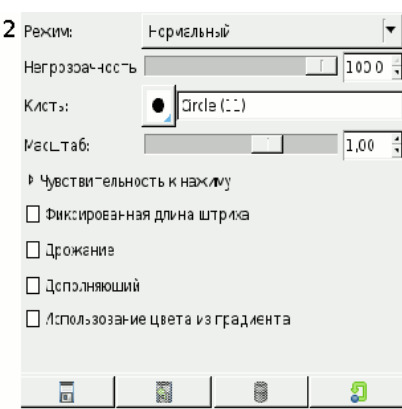 2
Режим: Нормальный
Непрозрачность 100,0
Кисть: Circle (11)
Масштаб: 1,00
Чувствительность к нажиму
Фиксированная длина штриха
Дрожание
Дополняющий
Использование цвета из градиента